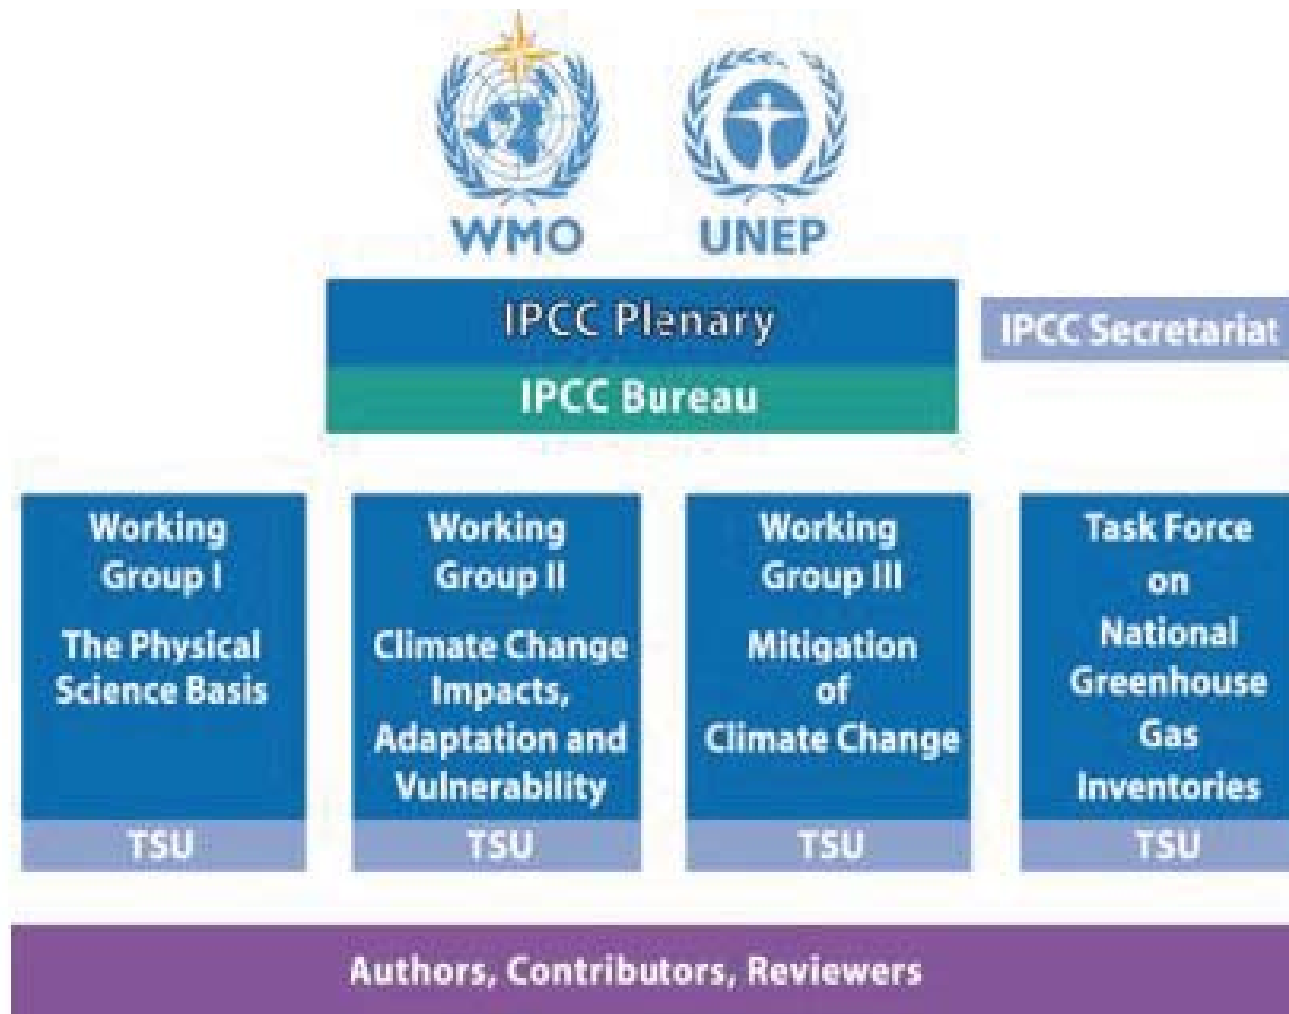 WMO
UNEP
IPCC Plenary
IPCC Secretariat
IPCC Bureau
Working
Group I
The Physical
Science Basis
TSU
Working
Group II
Climate Change
Impacts,
Adaptation and
Vulnerability
TSU
Working
Group III
Mitigation
of
Climate Change
TSU
Task Force
on
National
Greenhouse
Gas
Inventories
TSU
Authors, Contributors, Reviewers